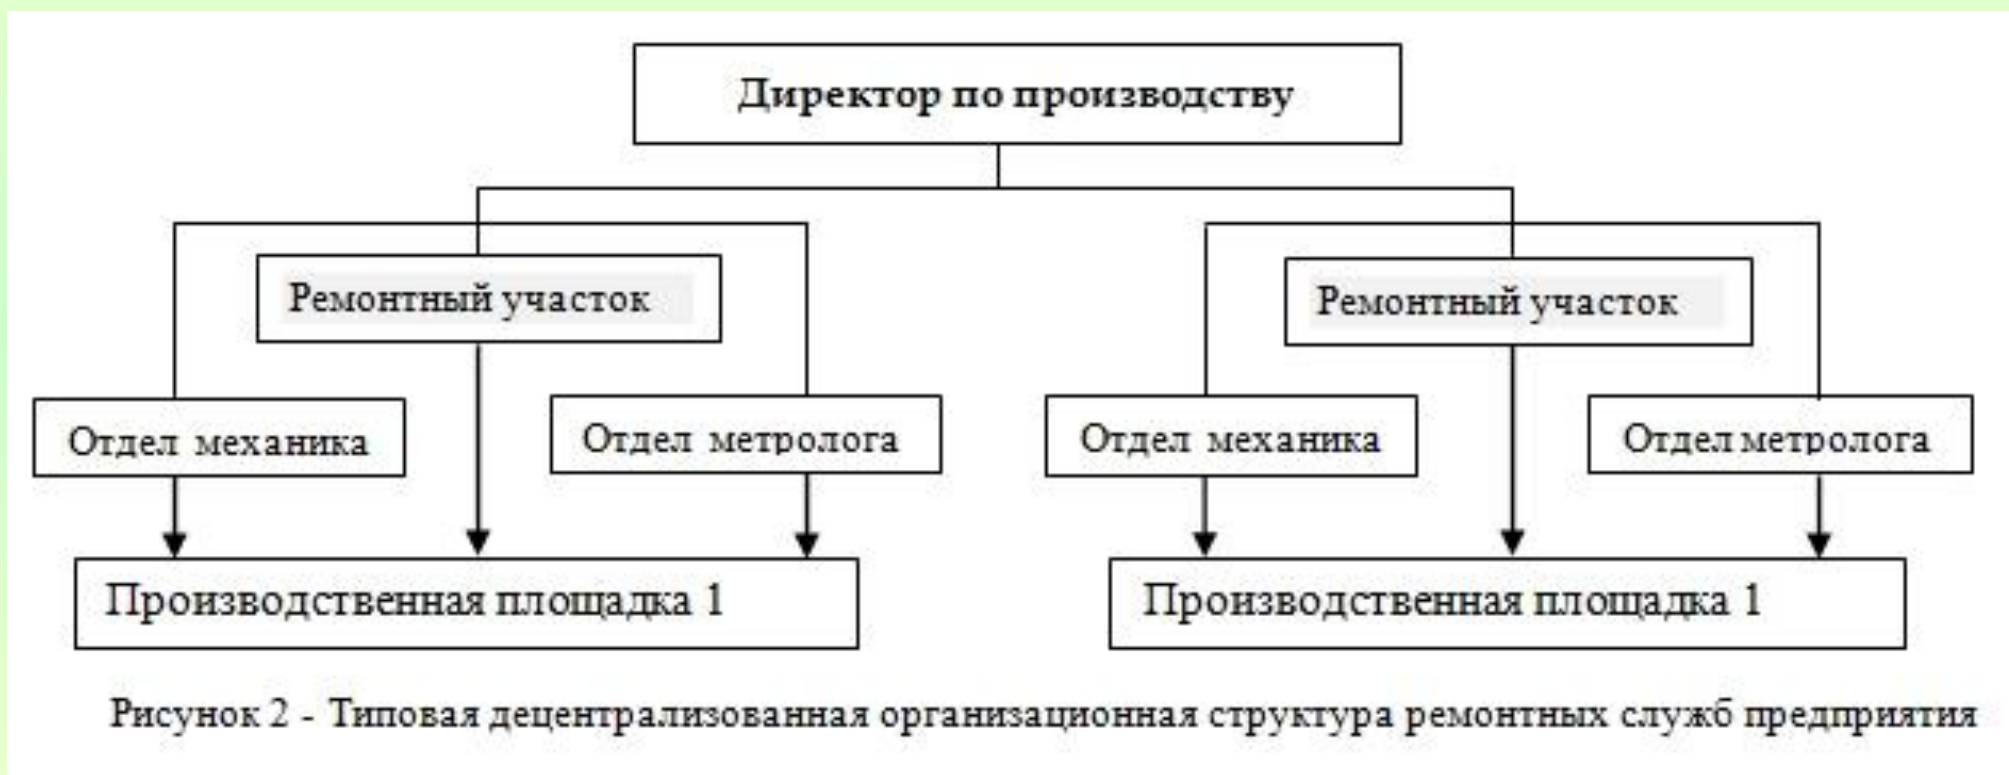 Директор по производству
Ремонтный участок
Ремонтный участок
Отдел механика
Отдел метролога
Отдел механика
Отдел метролога
Производственная площадка 1
Производственная площадка 1
Рисунок 2 - Типовая децентрализованная организационная структура ремонтных служб предприятия